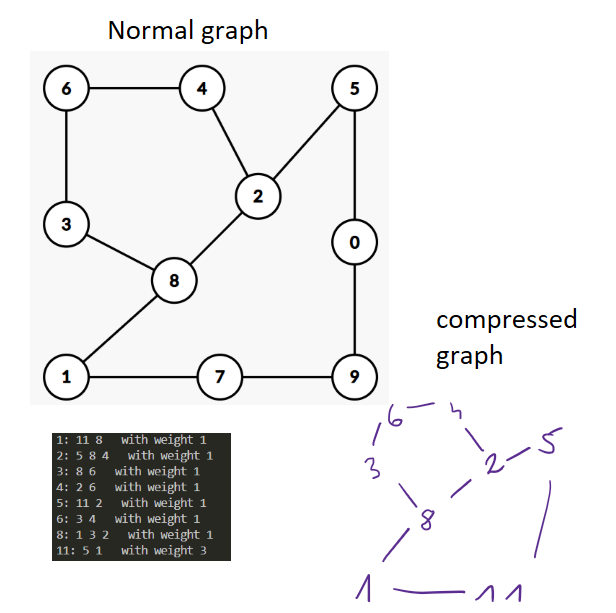 Normal graph
6 4 5
2
3
0
8
1 7 9
compressed
graph
1: 11 8 with weight 1
2: 5 8 4 with weight 1
3: 8 6 with weight 1
4: 2 6 with weight 1
5: 11 2 with weight 1
6: 3 4 with weight 1
8: 1 3 2 with weight 1
11: 5 1 with weight 3
6 4
5
3 2
8
1 11